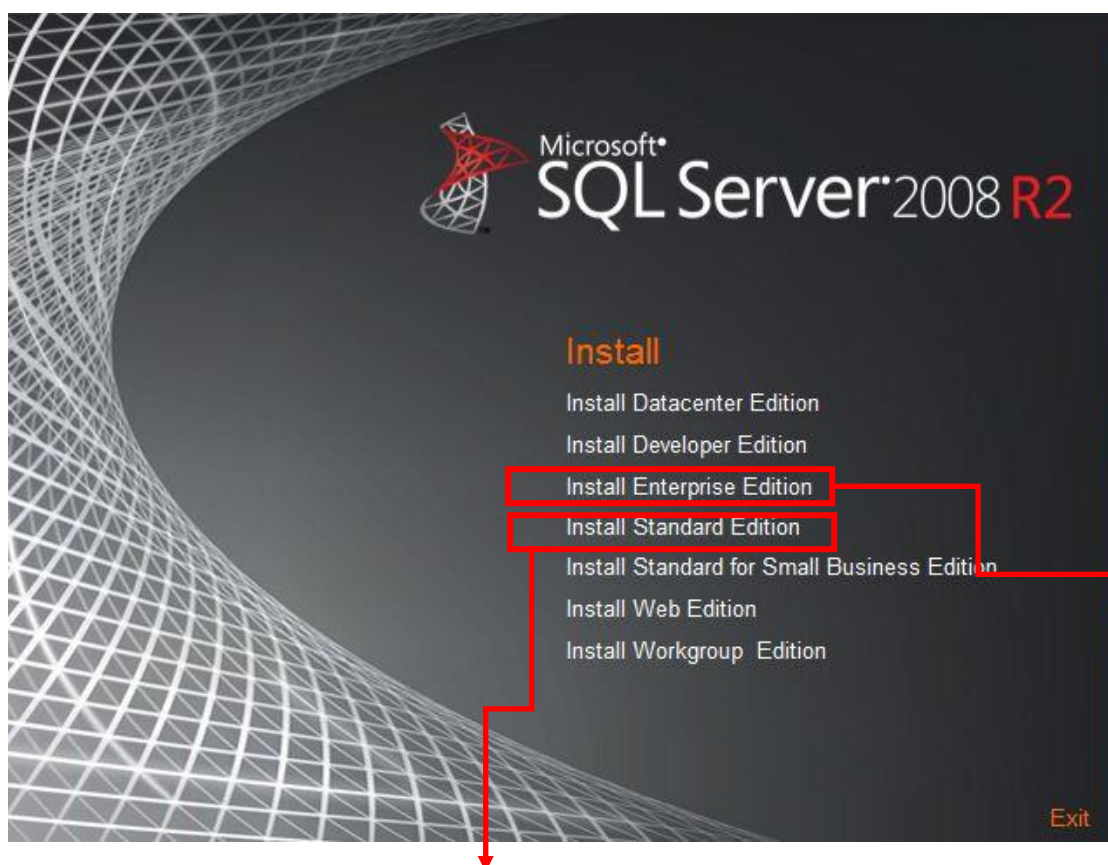 Microsoft®
SQL Server® 2008 R2
Install
Install Datacenter Edition
Install Developer Edition
Install Enterprise Edition
Install Standard Edition
Install Standard for Small Business Edition
Install Web Edition
Install Workgroup Edition
Exit